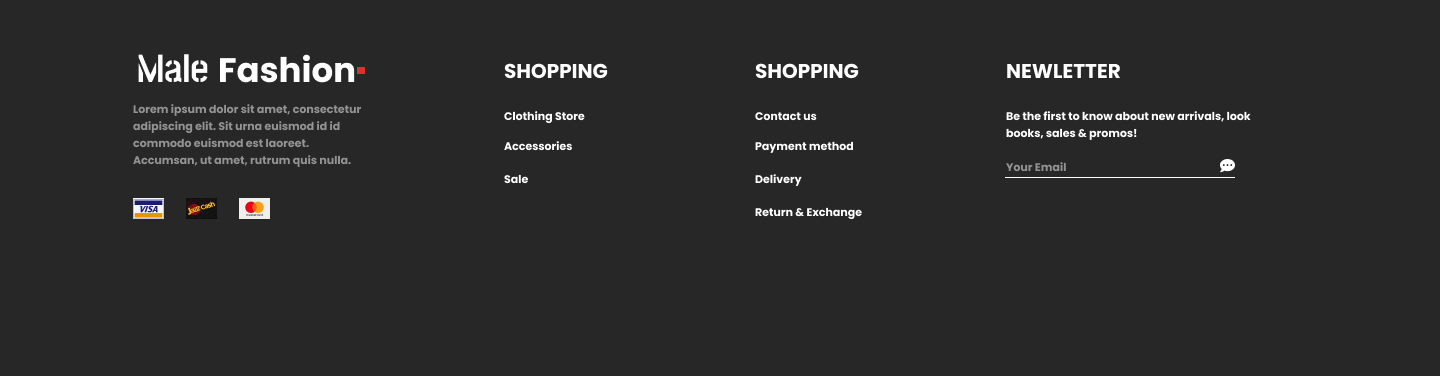 Male Fashion
Lorem ipsum dolor sit amet, consectetur
adipiscing elit. Sit urna euismod id id
commodo euismod est laoreet.
Accumsan, ut amet, rutrum quis nulla.
VISA
Jazz Cash
SHOPPING
Clothing Store
Accessories
Sale
SHOPPING
Contact us
Payment method
Delivery
Return & Exchange
NEWLETTER
Be the first to know about new arrivals, look
books, sales & promos!
Your Email